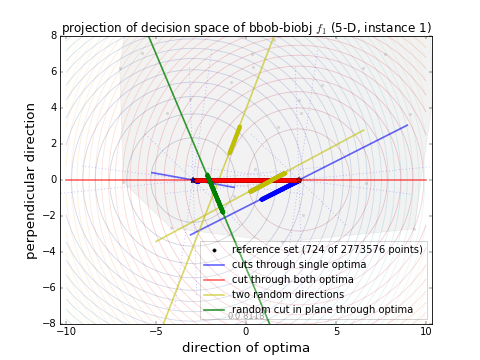 projection of decision space of bbob-biobj f₁ (5-D, instance 1)
8
6
4
2
0
−2
−4
−6
−8
perpendicular direction
reference set (724 of 2773576 points)
cuts through single optima
cut through both optima
two random directions
random cut in plane through optima
−10
−5
0
5
10
direction of optima